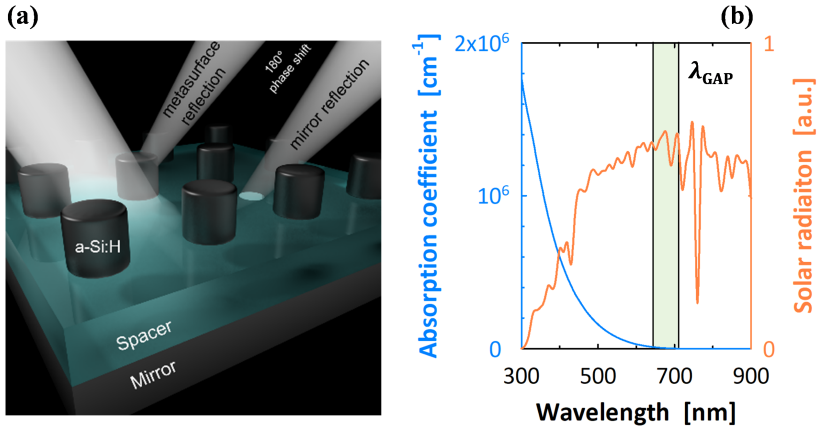 (a)
metasurface
reflection
180°
phase shift
mirror reflection
a-Si:H
Spacer
Mirror
(b)
2x10⁶
10⁶
0
Absorption coefficient [cm⁻¹]
λGAP
1
0
Solar radiaiton [a.u.]
300
500
700
900
Wavelength [nm]